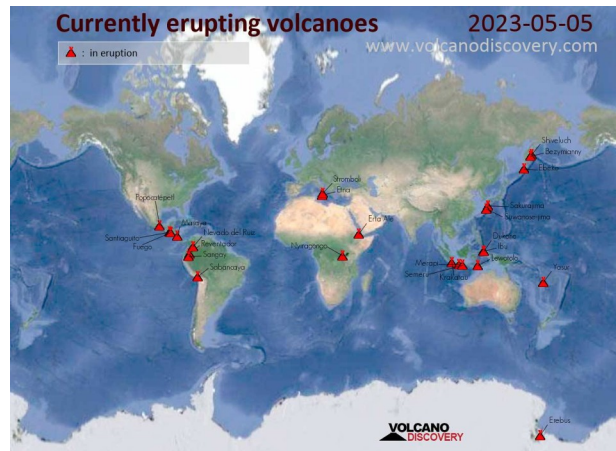 Currently erupting volcanoes 2023-05-05
www.volcanodiscovery.com
: in eruption
Shiveluch
Bezymianny
Ebeko
Stromboli
Etna
Sakurajima
Popocatépetl
Masaya
Santiaguito
Fuego
Nevado del Ruiz
Reventador
Sangay
Sabancaya
Erta Ale
Nyiragongo
Dukono
Ibu
Merapi
Semeru
Krakatau
Lewotolo
Yasur
Erebus
VOLCANO
DISCOVERY